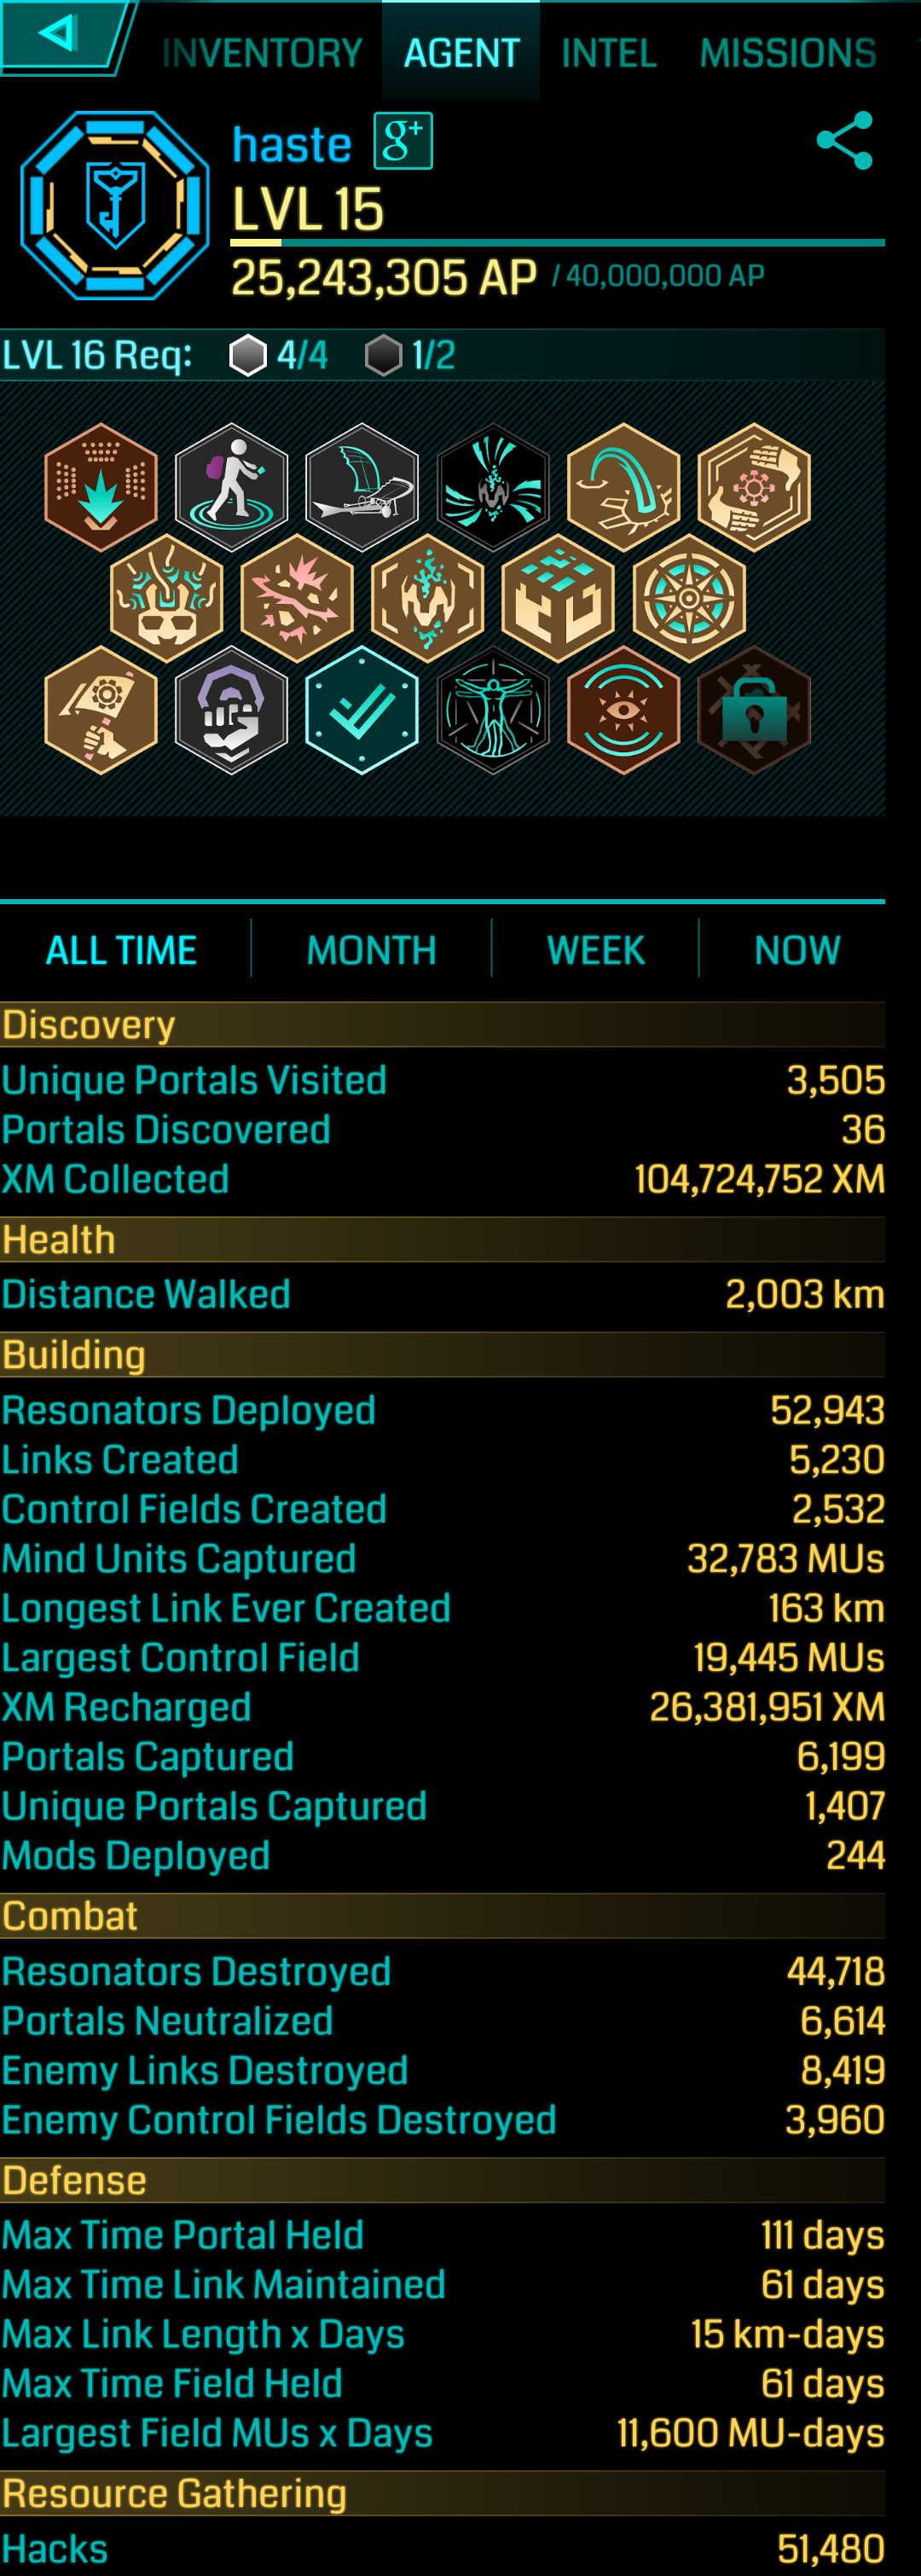 INVENTORY AGENT INTEL MISSIONS
haste g+
LVL 15
25,243,305 AP / 40,000,000 AP
LVL 16 Req: 4/4 1/2
ALL TIME MONTH WEEK NOW
Discovery
Unique Portals Visited 3,505
Portals Discovered 36
XM Collected 104,724,752 XM
Health
Distance Walked 2,003 km
Building
Resonators Deployed 52,943
Links Created 5,230
Control Fields Created 2,532
Mind Units Captured 32,783 MUs
Longest Link Ever Created 163 km
Largest Control Field 19,445 MUs
XM Recharged 26,381,951 XM
Portals Captured 6,199
Unique Portals Captured 1,407
Mods Deployed 244
Combat
Resonators Destroyed 44,718
Portals Neutralized 6,614
Enemy Links Destroyed 8,419
Enemy Control Fields Destroyed 3,960
Defense
Max Time Portal Held 111 days
Max Time Link Maintained 61 days
Max Link Length x Days 15 km-days
Max Time Field Held 61 days
Largest Field MUs x Days 11,600 MU-days
Resource Gathering
Hacks 51,480